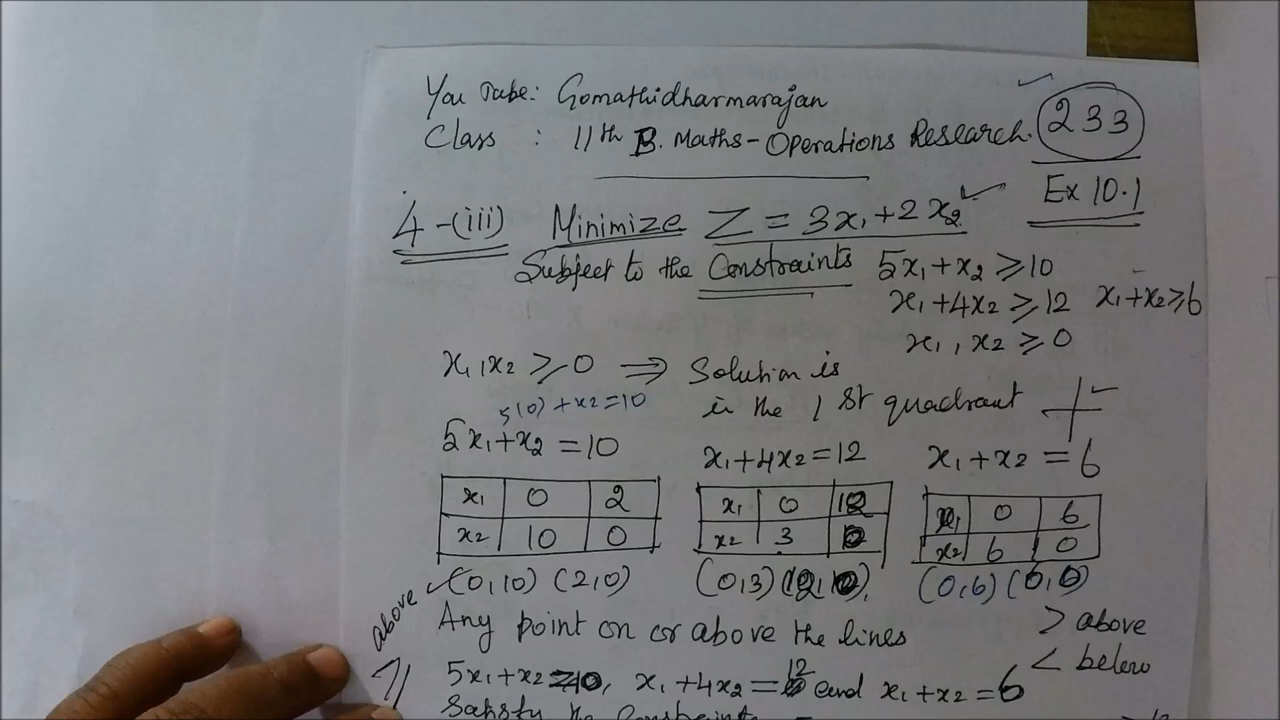 You Tube: Gomathidharmarajan
Class : 11th B. Maths - Operations Research. 233
Ex 10.1
4-(iii) Minimize Z = 3x₁+2x₂
Subject to the Constraints 5x₁+x₂ ≥ 10
x₁+4x₂ ≥ 12 x₁+x₂ ≥ 6
x₁, x₂ ≥ 0
x₁, x₂ ≥ 0 ⇒ Solution is
in the 1st quadrant
5(0)+x₂=10
5x₁+x₂ = 10 x₁+4x₂ = 12 x₁+x₂ = 6
x₁ 0 2 x₁ 0 12 x₁ 0 6
x₂ 10 0 x₂ 3 0 x₂ 6 0
(0,10) (2,0) (0,3) (0,6)
above
Any point on or above the lines > above
< below
5x₁+x₂ 10, x₁+4x₂ = 12 and x₁+x₂ = 6
Satisfy the Constraints